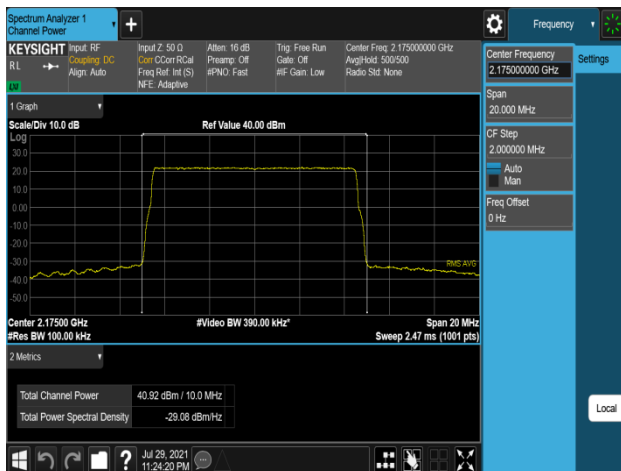 Spectrum Analyzer 1
Channel Power
Frequency
KEYSIGHT
RL
LV
Input: RF
Coupling: DC
Align: Auto
Input Z: 50 Ω
Corr CCorr RCal
Freq Ref: Int (S)
NFE: Adaptive
Atten: 16 dB
Preamp: Off
#PNO: Fast
Trig: Free Run
Gate: Off
#IF Gain: Low
Center Freq: 2.175000000 GHz
Avg|Hold: 500/500
Radio Std: None
Center Frequency
2.175000000 GHz
Settings
Span
20.000 MHz
CF Step
2.000000 MHz
Auto
Man
Freq Offset
0 Hz
Local
1 Graph
Scale/Div 10.0 dB
Ref Value 40.00 dBm
Log
30.0
20.0
10.0
0.00
-10.0
-20.0
-30.0
-40.0
-50.0
RMS AVG
Center 2.17500 GHz
#Video BW 390.00 kHz*
Span 20 MHz
#Res BW 100.00 kHz
Sweep 2.47 ms (1001 pts)
2 Metrics
Total Channel Power 40.92 dBm / 10.0 MHz
Total Power Spectral Density -29.08 dBm/Hz
?
Jul 29, 2021
11:24:20 PM